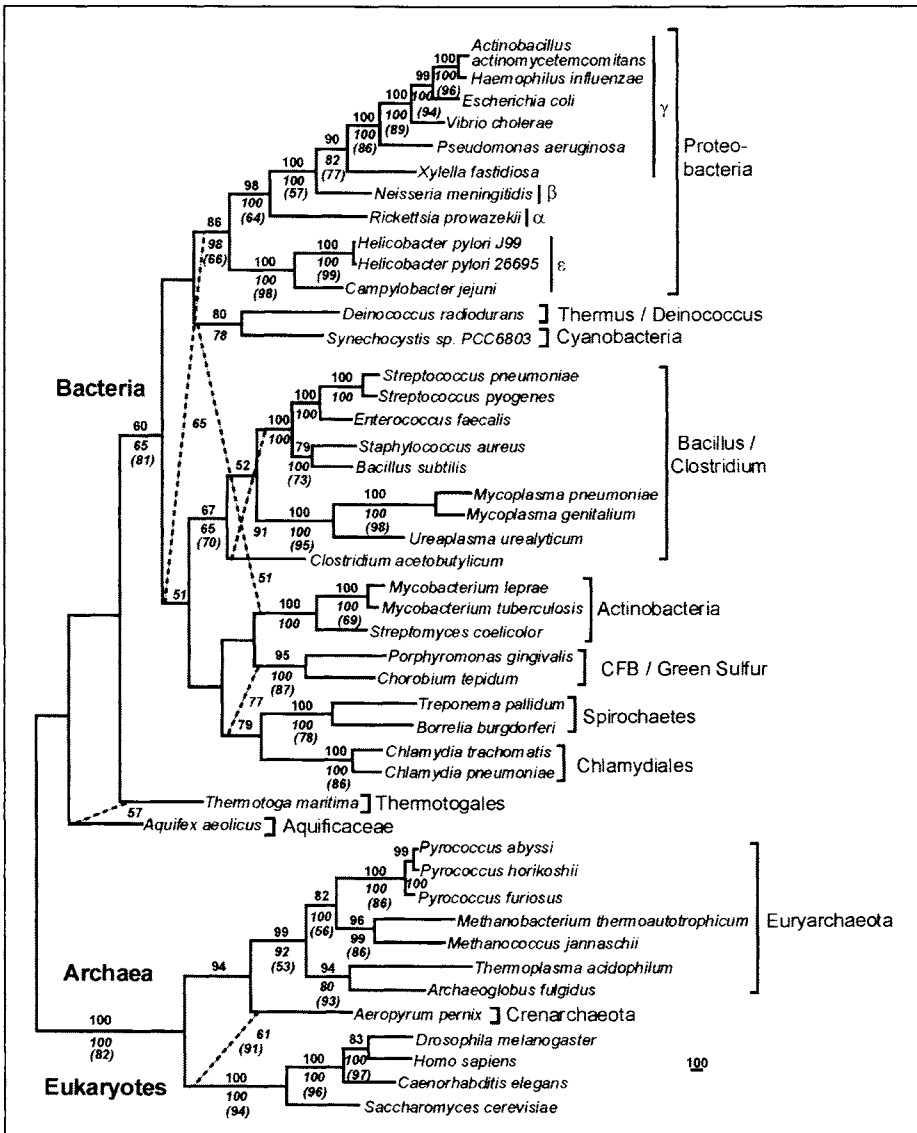 Actinobacillus
actinomycetemcomitans
Haemophilus influenzae
Escherichia coli
Vibrio cholerae
Pseudomonas aeruginosa
Xylella fastidiosa
γ
Neisseria meningitidis β
Rickettsia prowazekii α
Helicobacter pylori J99
Helicobacter pylori 26695
ε
Campylobacter jejuni
Proteo-
bacteria
100
100
(96)
99
100
(94)
100
100
(89)
100
100
(86)
90
82
(77)
100
100
(57)
98
100
(64)
86
98
(66)
100
100
(99)
100
100
(98)
Deinococcus radiodurans Thermus / Deinococcus
Synechocystis sp. PCC6803 Cyanobacteria
80
78
Bacteria
60
65
(81)
65
Streptococcus pneumoniae
Streptococcus pyogenes
Enterococcus faecalis
Staphylococcus aureus
Bacillus subtilis
Mycoplasma pneumoniae
Mycoplasma genitalium
Ureaplasma urealyticum
Clostridium acetobutylicum
Bacillus /
Clostridium
100
100
100
100
100
100
79
100
(73)
52
100
100
(98)
100
100
(95)
91
67
65
(70)
51
51
Mycobacterium leprae
Mycobacterium tuberculosis
Streptomyces coelicolor
Actinobacteria
100
100
(69)
100
100
Porphyromonas gingivalis
Chorobium tepidum
CFB / Green Sulfur
95
100
(87)
77
79
Treponema pallidum
Borrelia burgdorferi
Spirochaetes
100
100
(78)
Chlamydia trachomatis
Chlamydia pneumoniae
Chlamydiales
100
100
(86)
Thermotoga maritima Thermotogales
57
Aquifex aeolicus Aquificaceae
Pyrococcus abyssi
Pyrococcus horikoshii
Pyrococcus furiosus
Methanobacterium thermoautotrophicum
Methanococcus jannaschii
Thermoplasma acidophilum
Archaeoglobus fulgidus
Euryarchaeota
99
100
100
100
(86)
82
100
(56)
96
99
(86)
99
92
(53)
94
80
(93)
Archaea
94
Aeropyrum pernix Crenarchaeota
61
(91)
100
100
(82)
Eukaryotes
Drosophila melanogaster
Homo sapiens
Caenorhabditis elegans
Saccharomyces cerevisiae
83
100
(97)
100
100
(96)
100
100
(94)
100